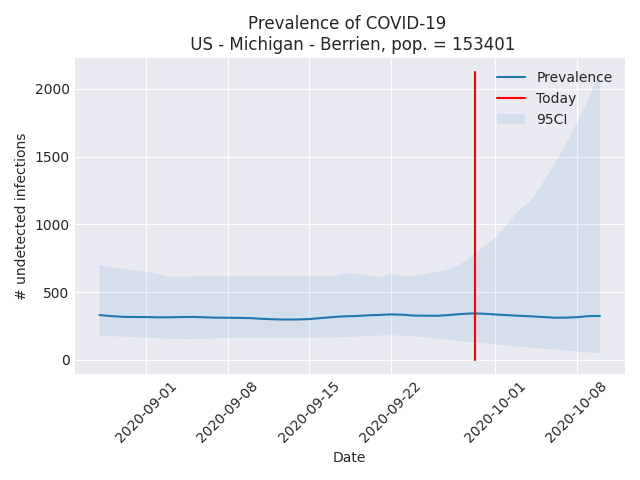 Prevalence of COVID-19
US - Michigan - Berrien, pop. = 153401
Prevalence
Today
95CI
2000
1500
1000
500
0
# undetected infections
2020-09-01
2020-09-08
2020-09-15
2020-09-22
2020-10-01
2020-10-08
Date